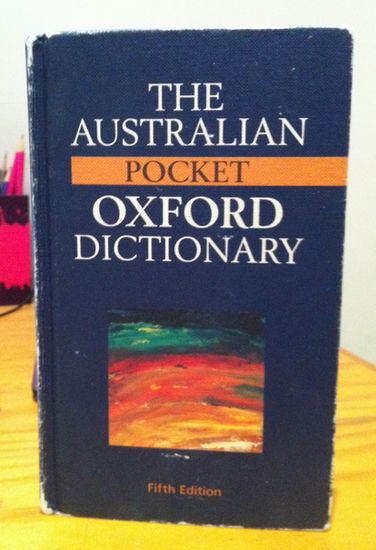 THE
AUSTRALIAN
POCKET
OXFORD
DICTIONARY
Fifth Edition